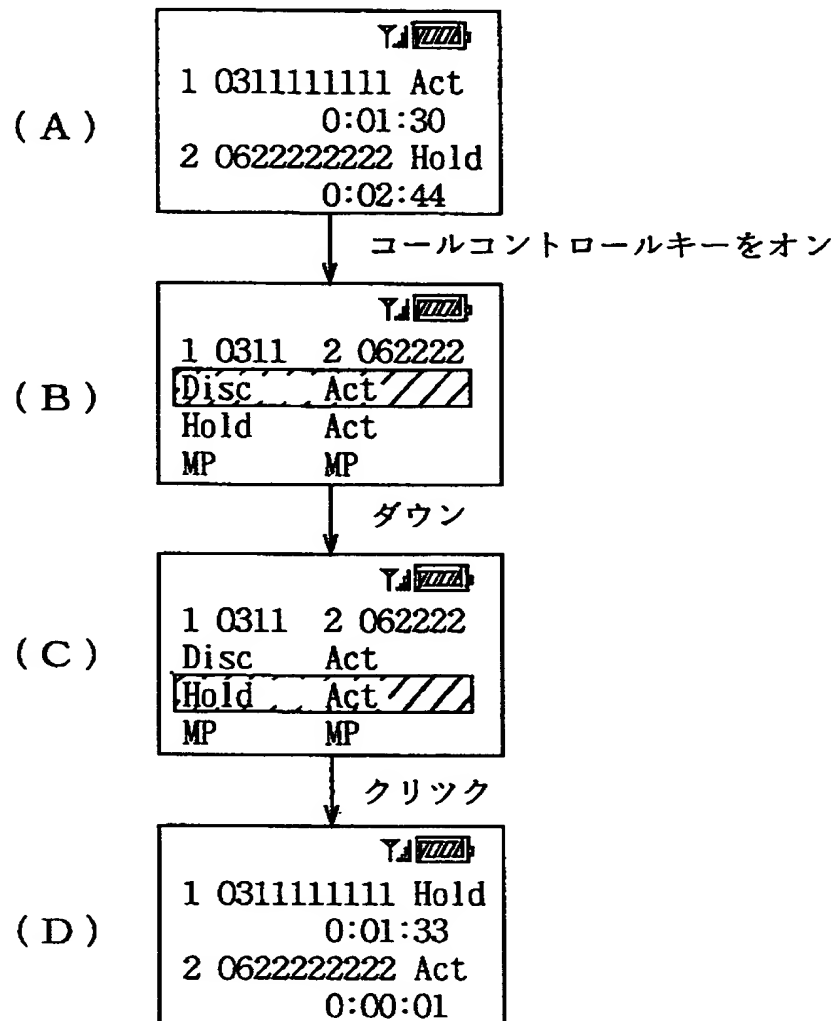 (A)
1 0311111111 Act
0:01:30
2 0622222222 Hold
0:02:44
コールコントロールキーをオン
(B)
1 0311 2 062222
Disc Act
Hold Act
MP MP
ダウン
(C)
1 0311 2 062222
Disc Act
Hold Act
MP MP
クリック
(D)
1 0311111111 Hold
0:01:33
2 0622222222 Act
0:00:01